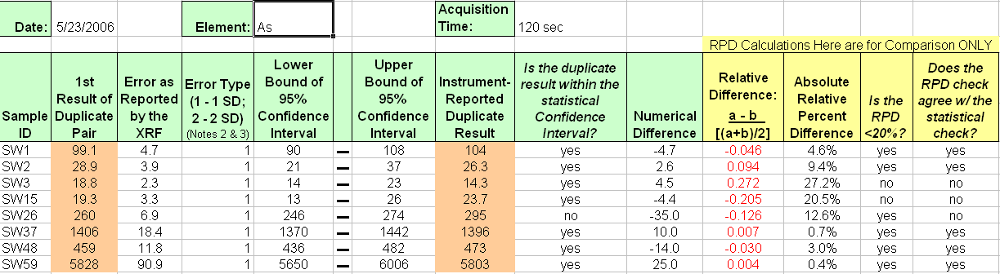 Date: 5/23/2006 Element: As Acquisition Time: 120 sec
RPD Calculations Here are for Comparison ONLY
Sample ID 1st Result of Duplicate Pair Error as Reported by the XRF Error Type (1 - 1 SD; 2 - 2 SD) (Notes 2 & 3) Lower Bound of 95% Confidence Interval Upper Bound of 95% Confidence Interval Instrument-Reported Duplicate Result Is the duplicate result within the statistical Confidence Interval? Numerical Difference Relative Difference: a - b [(a+b)/2] Absolute Relative Percent Difference Is the RPD <20%? Does the RPD check agree w/ the statistical check?
SW1 99.1 4.7 1 90 — 108 104 yes -4.7 -0.046 4.6% yes yes
SW2 28.9 3.9 1 21 — 37 26.3 yes 2.6 0.094 9.4% yes yes
SW3 18.8 2.3 1 14 — 23 14.3 yes 4.5 0.272 27.2% no no
SW15 19.3 3.3 1 13 — 26 23.7 yes -4.4 -0.205 20.5% no no
SW26 260 6.9 1 246 — 274 295 no -35.0 -0.126 12.6% yes no
SW37 1406 18.4 1 1370 — 1442 1396 yes 10.0 0.007 0.7% yes yes
SW48 459 11.8 1 436 — 482 473 yes -14.0 -0.030 3.0% yes yes
SW59 5828 90.9 1 5650 — 6006 5803 yes 25.0 0.004 0.4% yes yes